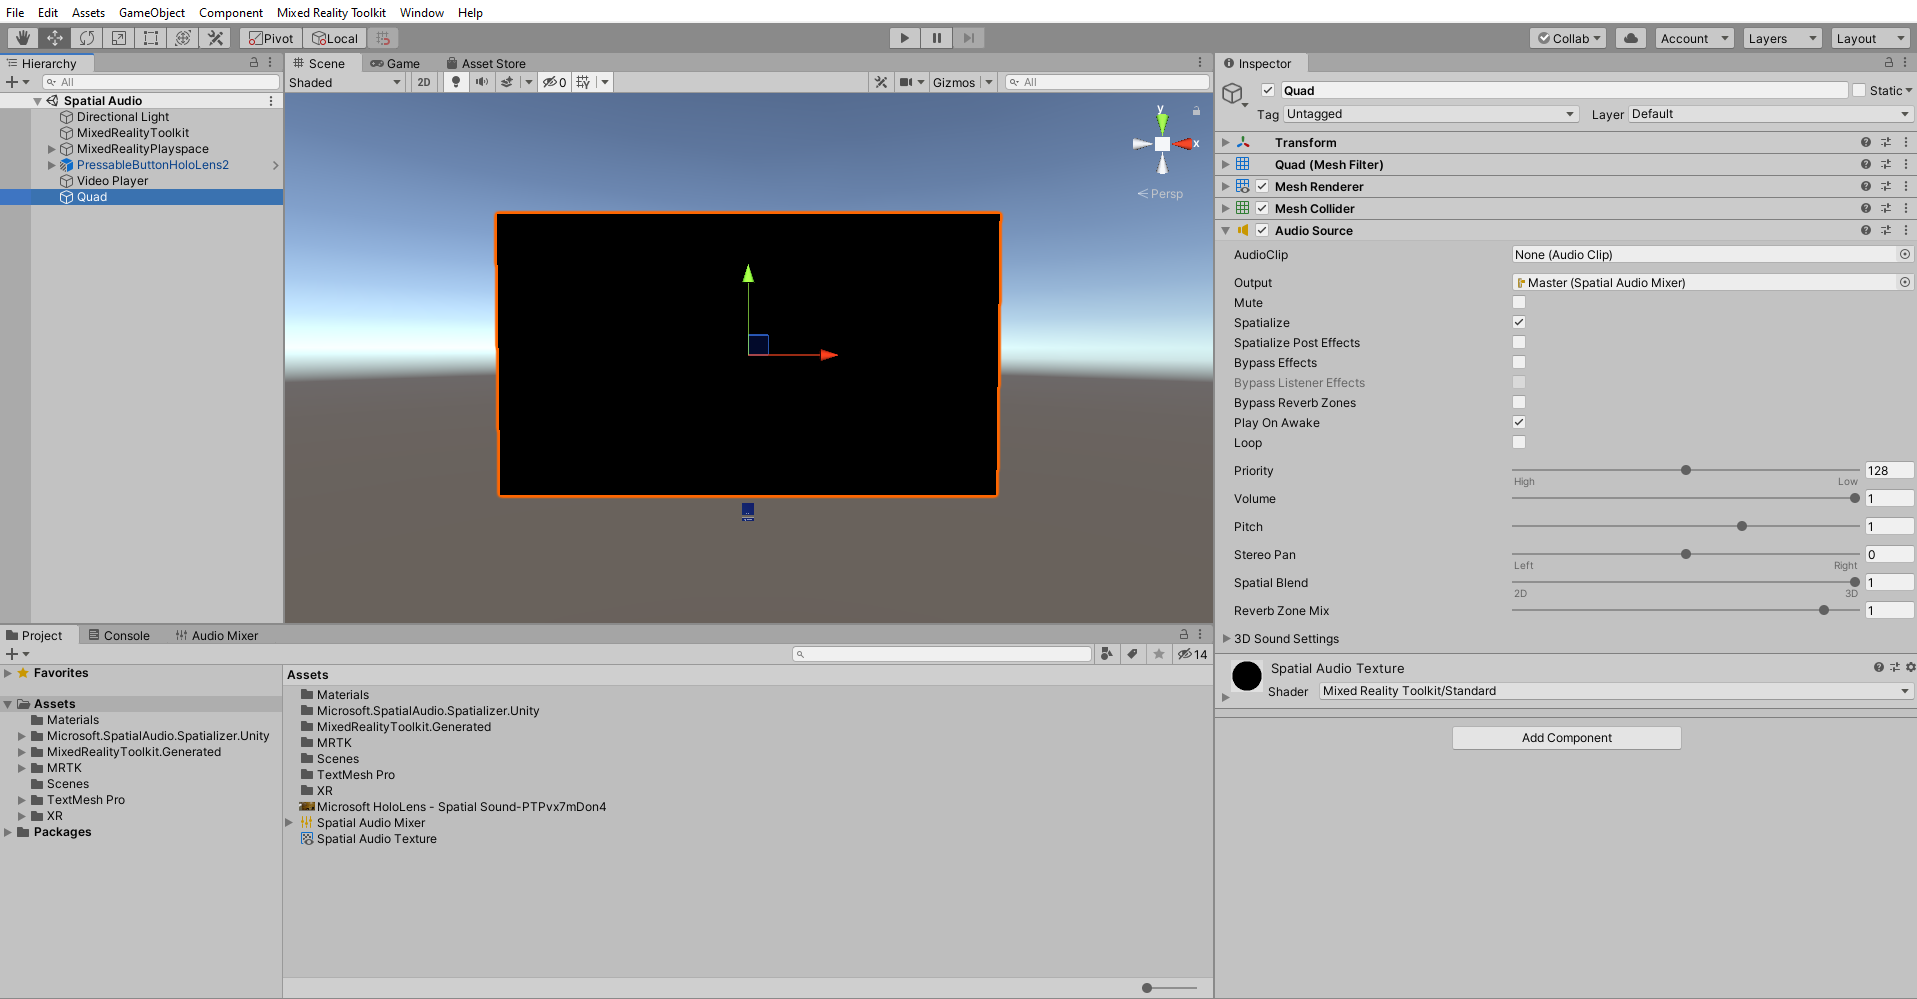 File Edit Assets GameObject Component Mixed Reality Toolkit Window Help
Pivot Local Collab Account Layers Layout
Hierarchy
All
Spatial Audio
Directional Light
MixedRealityToolkit
MixedRealityPlayspace
PressableButtonHoloLens2
Video Player
Quad
Scene Game Asset Store
Shaded 2D 0 Gizmos All
y
x
Persp
Inspector
Quad Static
Tag Untagged Layer Default
Transform
Quad (Mesh Filter)
Mesh Renderer
Mesh Collider
Audio Source
AudioClip None (Audio Clip)
Output Master (Spatial Audio Mixer)
Mute
Spatialize
Spatialize Post Effects
Bypass Effects
Bypass Listener Effects
Bypass Reverb Zones
Play On Awake
Loop
Priority 128
High Low
Volume 1
Pitch 1
Stereo Pan 0
Left Right
Spatial Blend 1
2D 3D
Reverb Zone Mix 1
3D Sound Settings
Spatial Audio Texture
Shader Mixed Reality Toolkit/Standard
Add Component
Project Console Audio Mixer
14
Favorites
Assets
Materials
Microsoft.SpatialAudio.Spatializer.Unity
MixedRealityToolkit.Generated
MRTK
Scenes
TextMesh Pro
XR
Packages
Assets
Materials
Microsoft.SpatialAudio.Spatializer.Unity
MixedRealityToolkit.Generated
MRTK
Scenes
TextMesh Pro
XR
Microsoft HoloLens - Spatial Sound-PTPvx7mDon4
Spatial Audio Mixer
Spatial Audio Texture